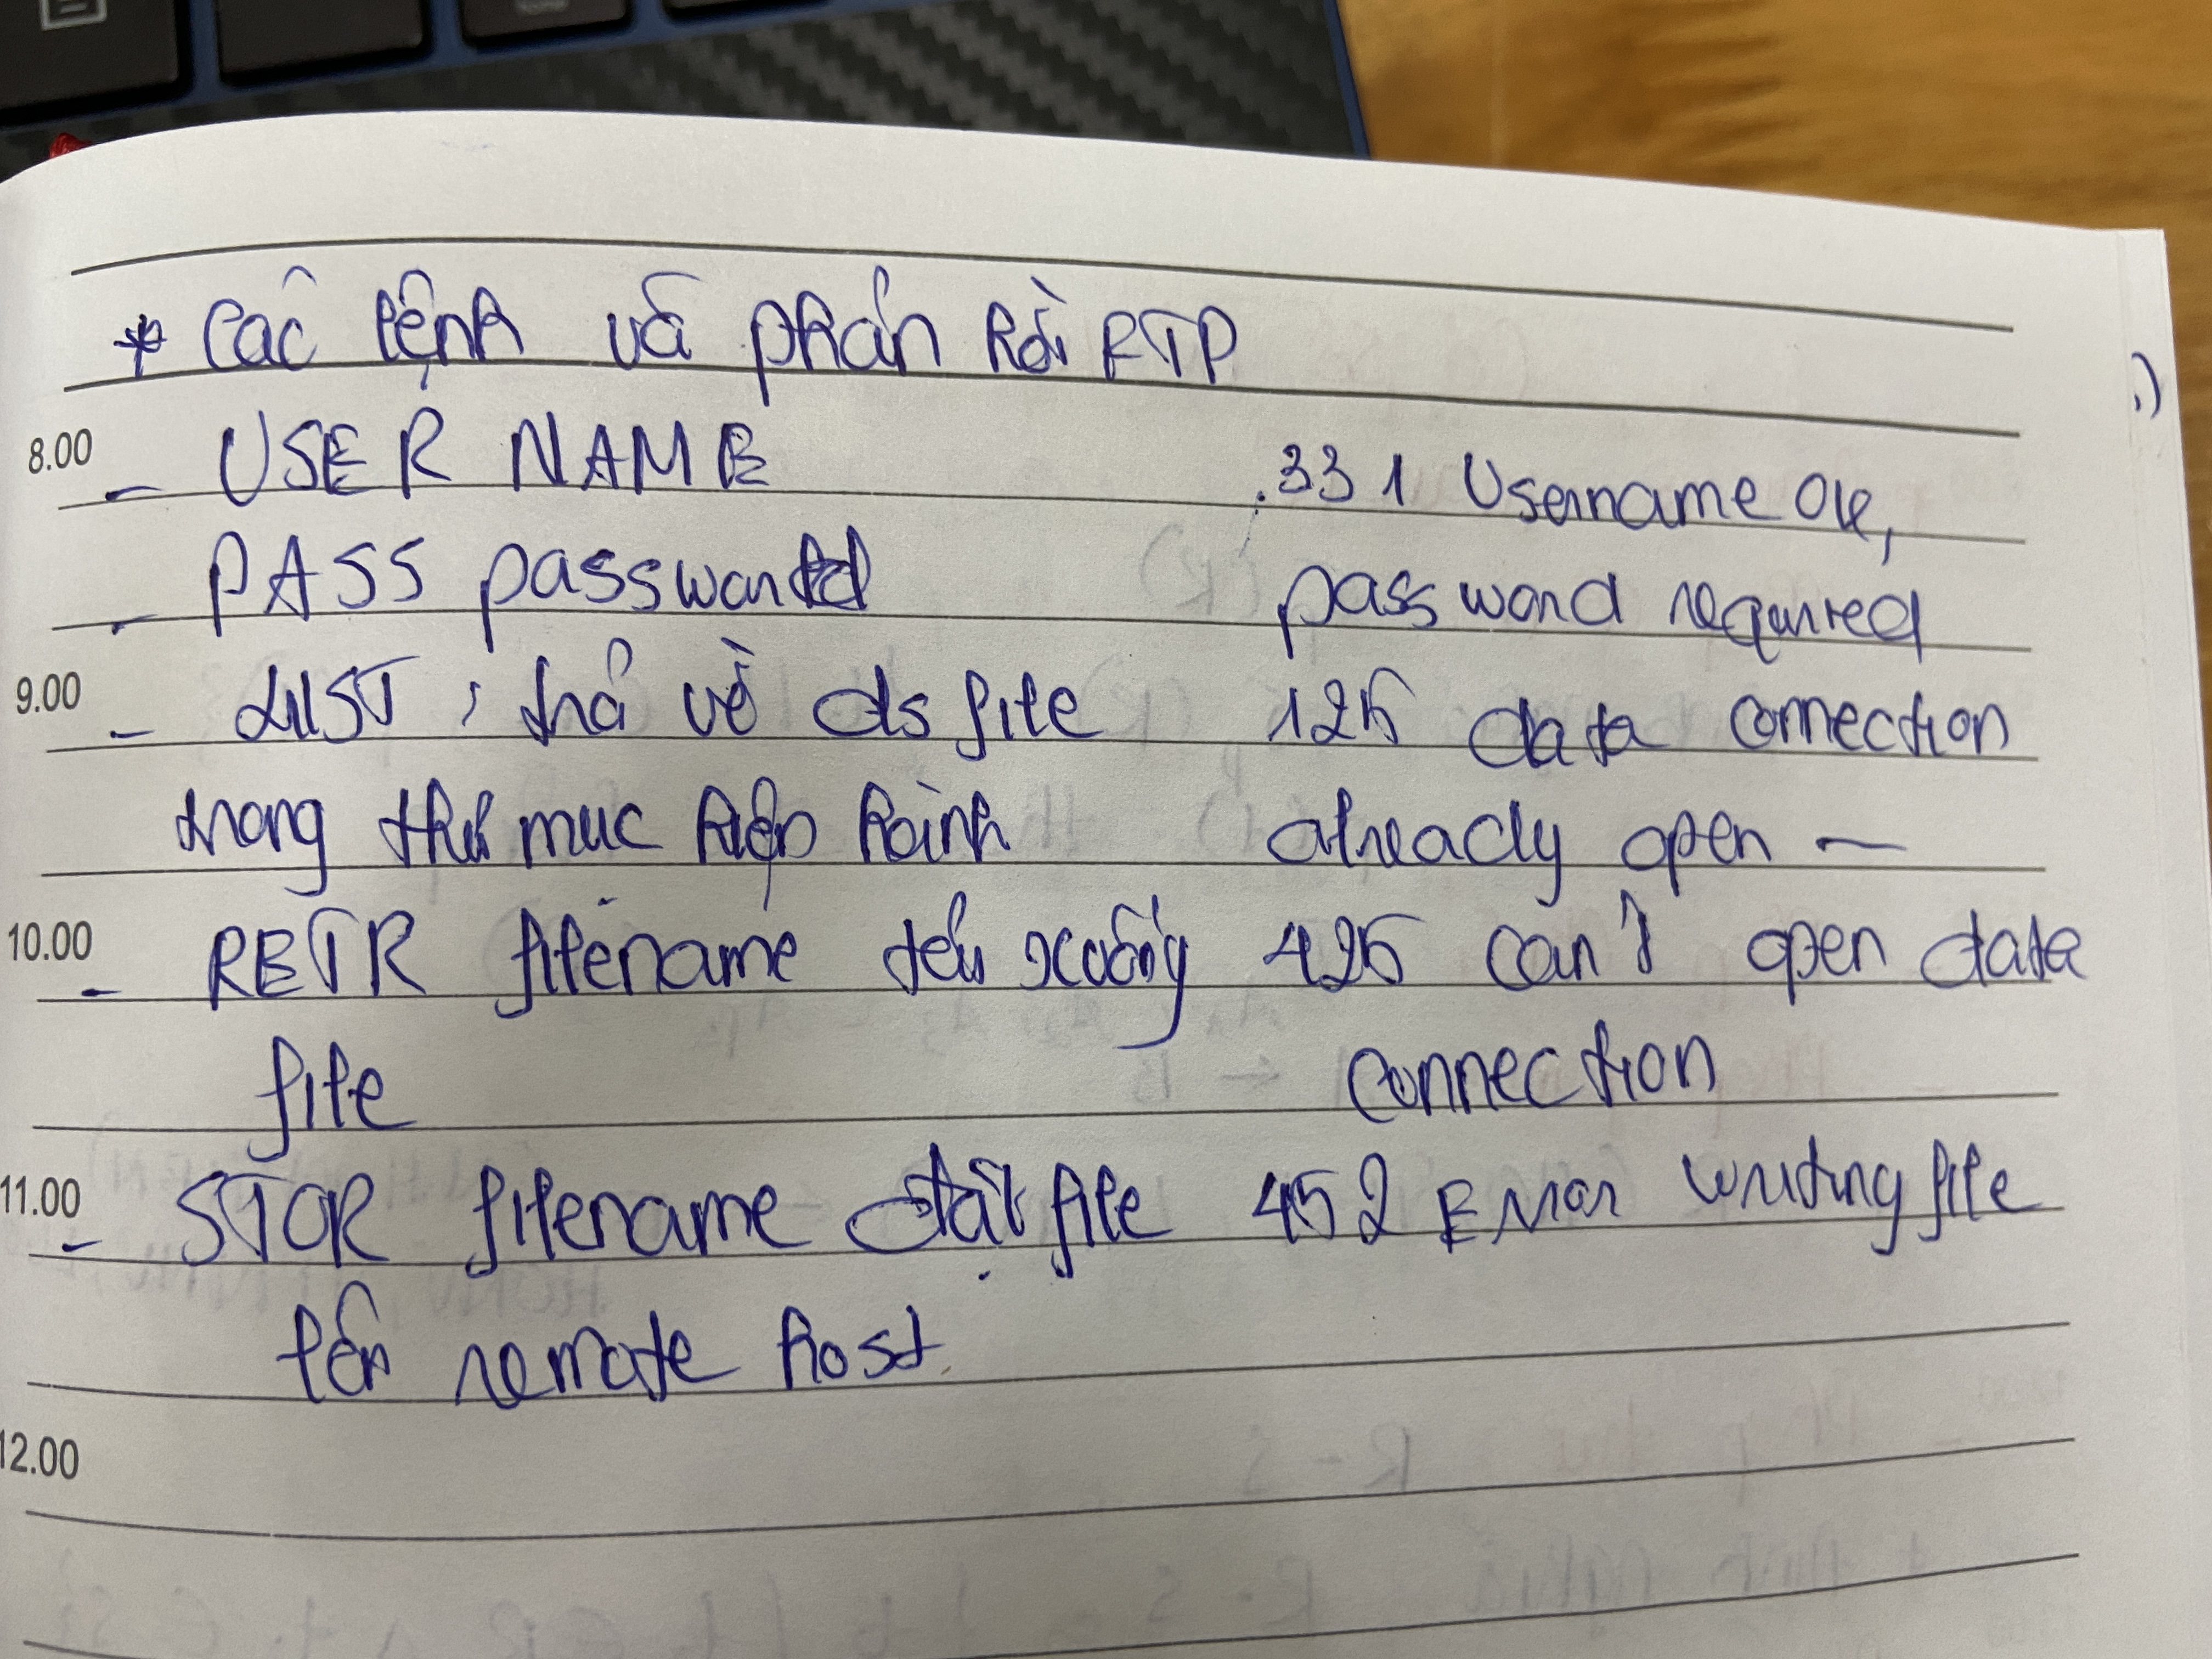 * Các lệnh và phản hồi FTP
8.00 - USER NAME .331 Username OK,
- PASS password password required
9.00 - LIST, trả về ds file 125 data connection
trong thư mục hiện hành already open -
10.00 - RETR filename lấy xuống 425 Can't open data
file Connection
11.00 - STOR filename đẩy file 452 Error writing file
lên remote host.
12.00